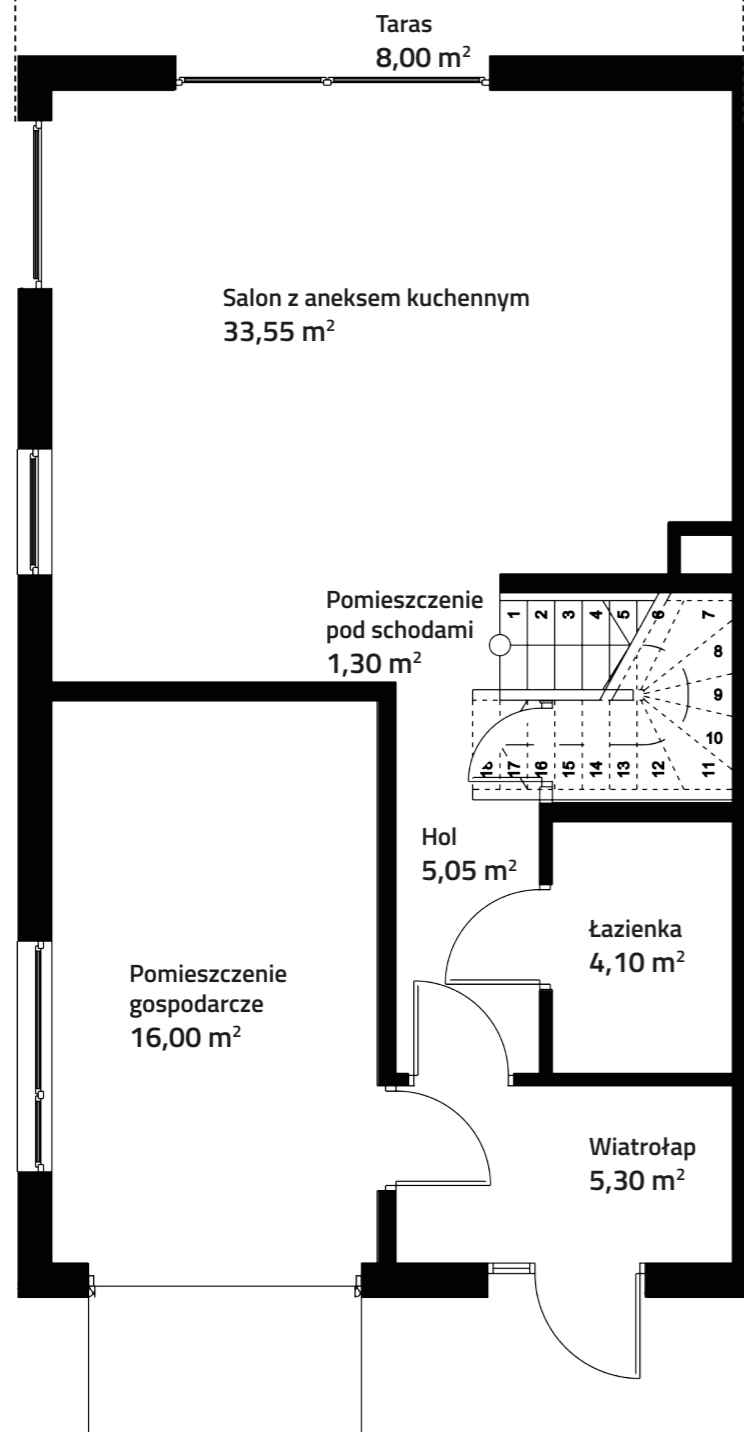 Taras
8,00 m²
Salon z aneksem kuchennym
33,55 m²
Pomieszczenie
pod schodami
1,30 m²
1 2 3 4 5 6 7
8
9
10
18 17 16 15 14 13 12 11
Hol
5,05 m²
Łazienka
4,10 m²
Pomieszczenie
gospodarcze
16,00 m²
Wiatrołap
5,30 m²